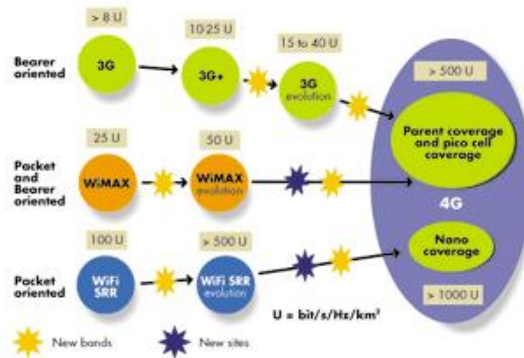 > 8 U
10-25 U
15 to 40 U
> 500 U
Bearer
oriented
3G
3G+
3G
evolution
Parent coverage
and pico cell
coverage
25 U
50 U
Packet
and
Bearer
oriented
WiMAX
WiMAX
evolution
4G
100 U
> 500 U
Nano
coverage
Packet
oriented
WiFi
SRR
WiFi SRR
evolution
> 1000 U
U = bit/s/Hz/km²
New bands
New sites